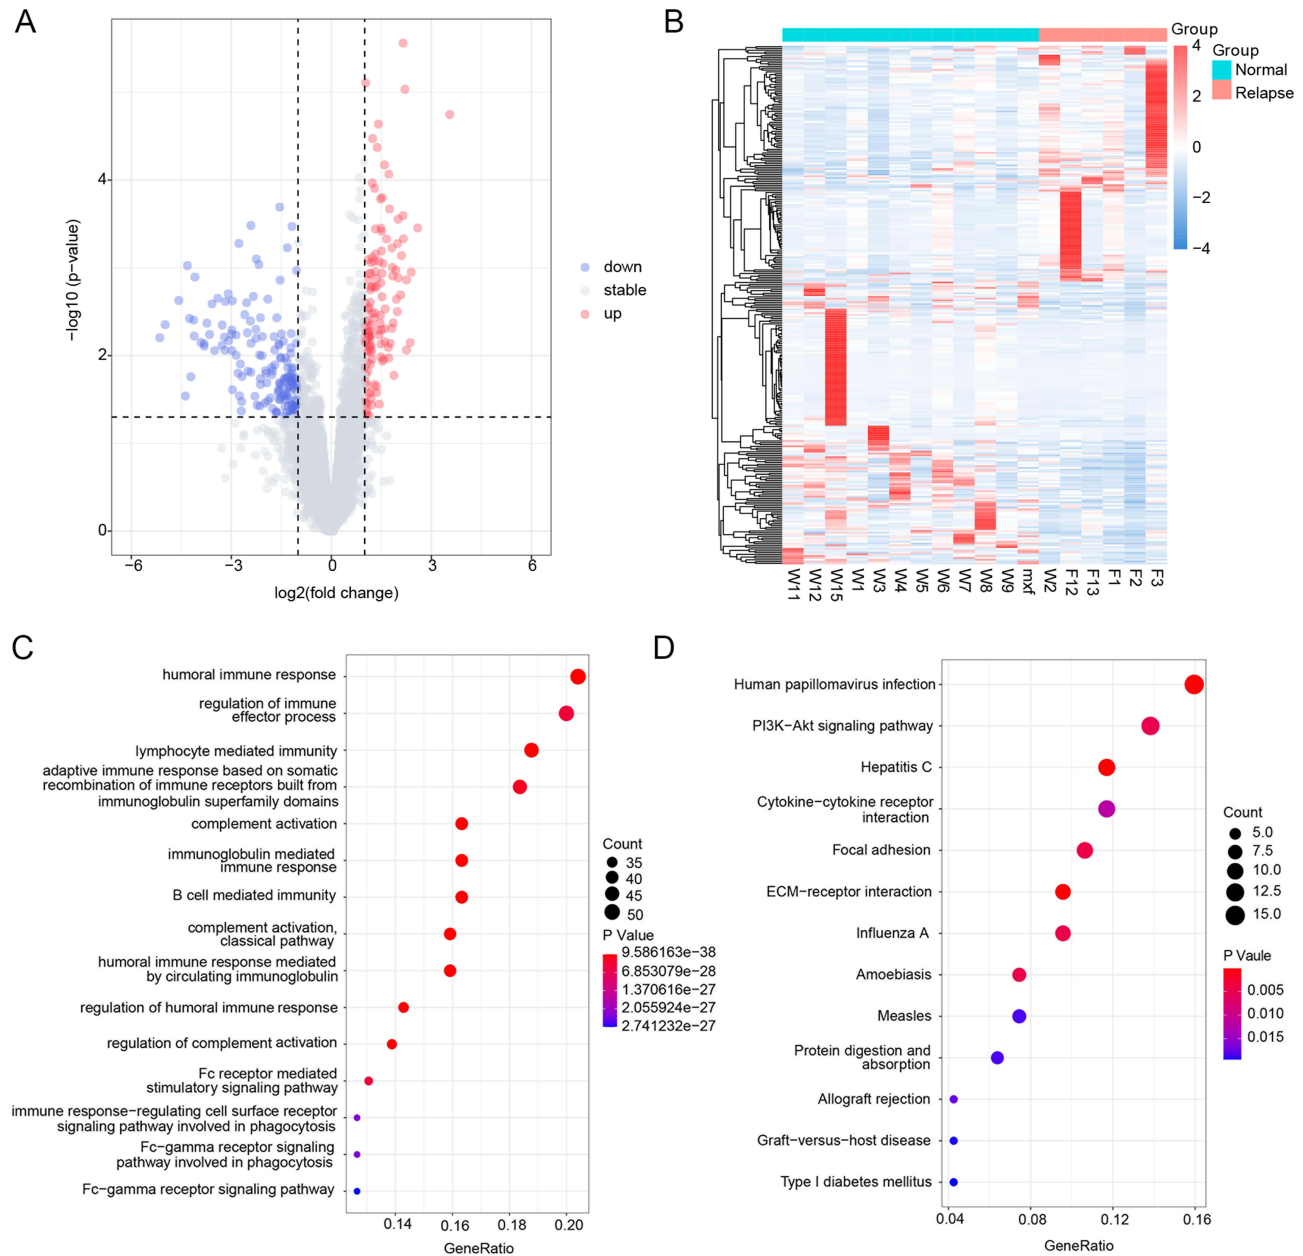 A
4
2
0
−log10 (p−value)
−6
−3
0
3
6
log2(fold change)
down
stable
up
B
Group
4
2
0
−2
−4
Group
Normal
Relapse
W11
W12
W15
W1
W3
W4
W5
W6
W7
W8
W9
mxf
W2
F12
F13
F1
F2
F3
C
humoral immune response
regulation of immune
effector process
lymphocyte mediated immunity
adaptive immune response based on somatic
recombination of immune receptors built from
immunoglobulin superfamily domains
complement activation
immunoglobulin mediated
immune response
B cell mediated immunity
complement activation,
classical pathway
humoral immune response mediated
by circulating immunoglobulin
regulation of humoral immune response
regulation of complement activation
Fc receptor mediated
stimulatory signaling pathway
immune response−regulating cell surface receptor
signaling pathway involved in phagocytosis
Fc−gamma receptor signaling
pathway involved in phagocytosis
Fc−gamma receptor signaling pathway
0.14
0.16
0.18
0.20
GeneRatio
Count
35
40
45
50
P Value
9.586163e−38
6.853079e−28
1.370616e−27
2.055924e−27
2.741232e−27
D
Human papillomavirus infection
PI3K−Akt signaling pathway
Hepatitis C
Cytokine−cytokine receptor
interaction
Focal adhesion
ECM−receptor interaction
Influenza A
Amoebiasis
Measles
Protein digestion and
absorption
Allograft rejection
Graft−versus−host disease
Type I diabetes mellitus
0.04
0.08
0.12
0.16
GeneRatio
Count
5.0
7.5
10.0
12.5
15.0
P Vaule
0.005
0.010
0.015